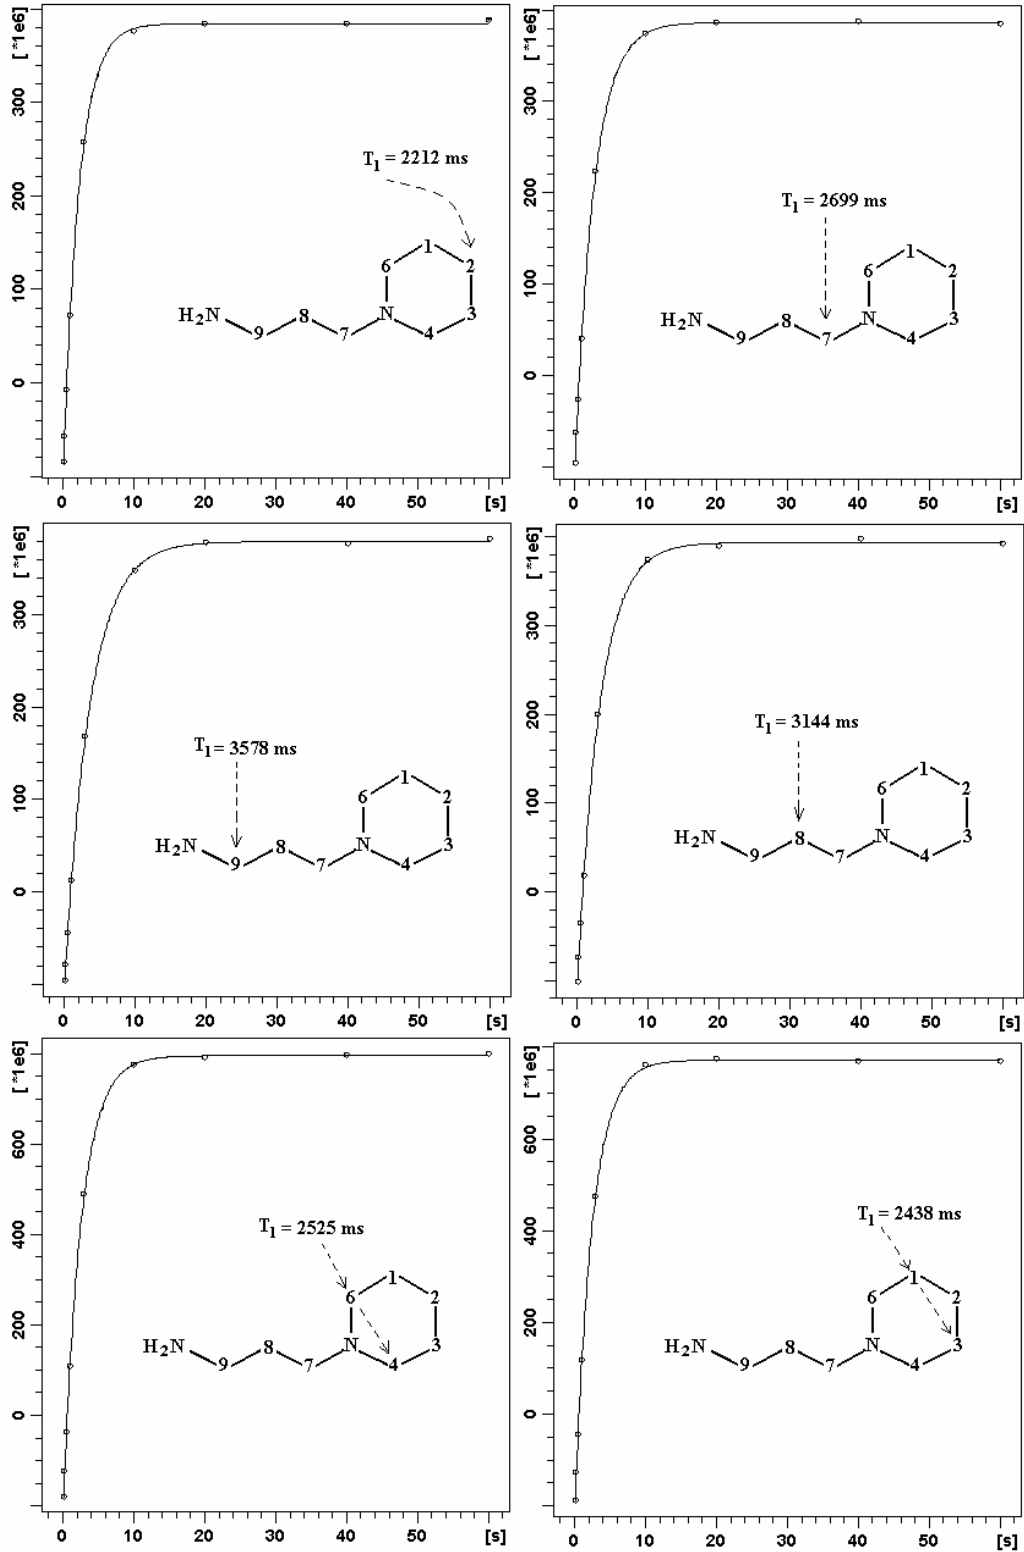 [ *1e6]
300
200
100
0
T1 = 2212 ms
1
6 2
H2N 8 N 3
9 7 4
0 10 20 30 40 50 [s]
[ *1e6]
300
200
100
0
T1 = 2699 ms
1
6 2
H2N 8 N 3
9 7 4
0 10 20 30 40 50 [s]
[ *1e6]
300
200
100
0
T1 = 3578 ms
1
6 2
H2N 8 N 3
9 7 4
0 10 20 30 40 50 [s]
[ *1e6]
300
200
100
0
T1 = 3144 ms
1
6 2
H2N 8 N 3
9 7 4
0 10 20 30 40 50 [s]
[ *1e6]
600
400
200
0
T1 = 2525 ms
1
6 2
H2N 8 N 3
9 7 4
0 10 20 30 40 50 [s]
[ *1e6]
600
400
200
0
T1 = 2438 ms
1
6 2
H2N 8 N 3
9 7 4
0 10 20 30 40 50 [s]